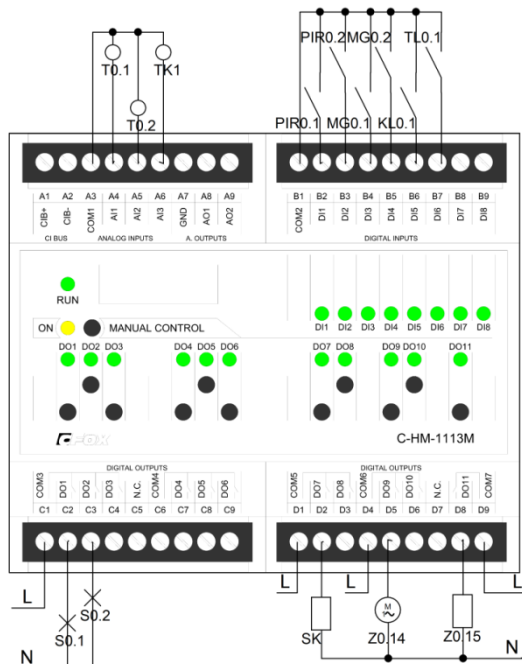 PIR0.2 MG0.2 TL0.1
T0.1 TK1
T0.2
PIR0.1 MG0.1 KL0.1
A1 A2 A3 A4 A5 A6 A7 A8 A9
CIB+ CIB- COM1 AI1 AI2 AI3 GND AO1 AO2
CI BUS ANALOG INPUTS A. OUTPUTS
B1 B2 B3 B4 B5 B6 B7 B8 B9
COM2 DI1 DI2 DI3 DI4 DI5 DI6 DI7 DI8
DIGITAL INPUTS
RUN
ON MANUAL CONTROL
DI1 DI2 DI3 DI4 DI5 DI6 DI7 DI8
DO1 DO2 DO3 DO4 DO5 DO6 DO7 DO8 DO9 DO10 DO11
FOX C-HM-1113M
DIGITAL OUTPUTS
COM3 DO1 DO2 DO3 N.C. COM4 DO4 DO5 DO6
C1 C2 C3 C4 C5 C6 C7 C8 C9
DIGITAL OUTPUTS
COM5 DO7 DO8 COM6 DO9 DO10 N.C. DO11 COM7
D1 D2 D3 D4 D5 D6 D7 D8 D9
L L L L
S0.2
S0.1
M
SK Z0.14 Z0.15
N N